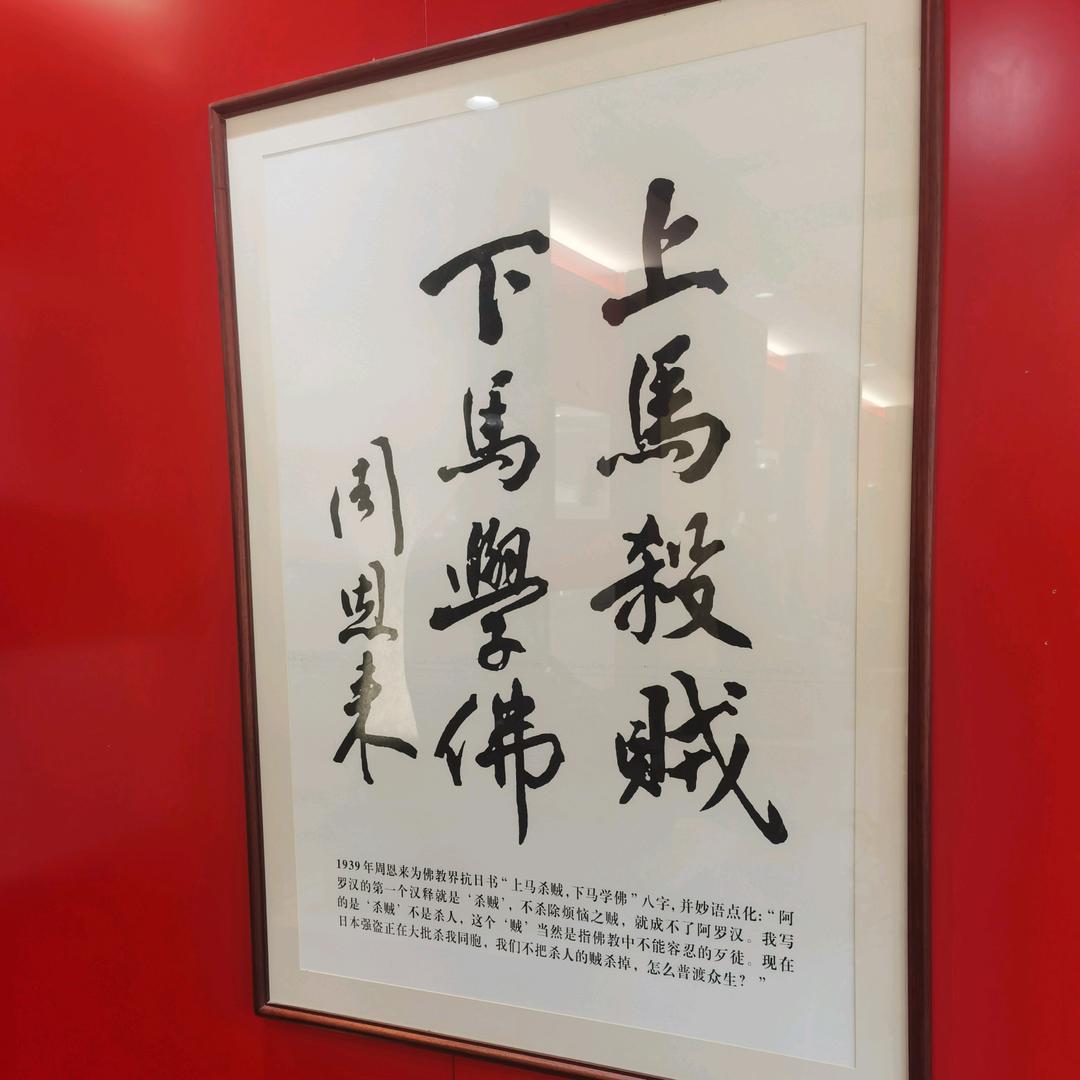 上馬殺賊
下馬學佛
周恩来
1939年周恩来为佛教界抗日书“上马杀贼，下马学佛”八字，并妙语点化：“阿
罗汉的第一个汉释就是‘杀贼’，不杀除烦恼之贼，就成不了阿罗汉。我写
的是‘杀贼’不是杀人，这个‘贼’当然是指佛教中不能容忍的歹徒。现在
日本强盗正在大批杀我同胞，我们不把杀人的贼杀掉，怎么普渡众生？”